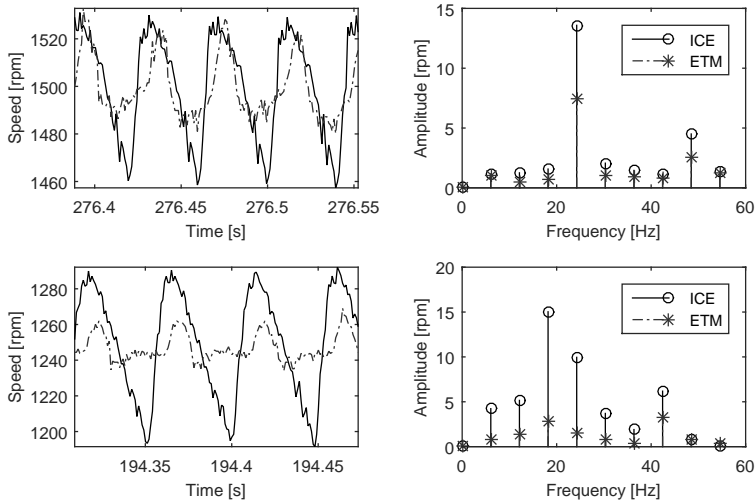 1520
1500
1480
1460
Speed [rpm]
276.4
276.45
276.5
276.55
Time [s]
15
10
5
0
Amplitude [rpm]
ICE
ETM
0
20
40
60
Frequency [Hz]
1280
1260
1240
1220
1200
Speed [rpm]
194.35
194.4
194.45
Time [s]
20
15
10
5
0
Amplitude [rpm]
ICE
ETM
0
20
40
60
Frequency [Hz]